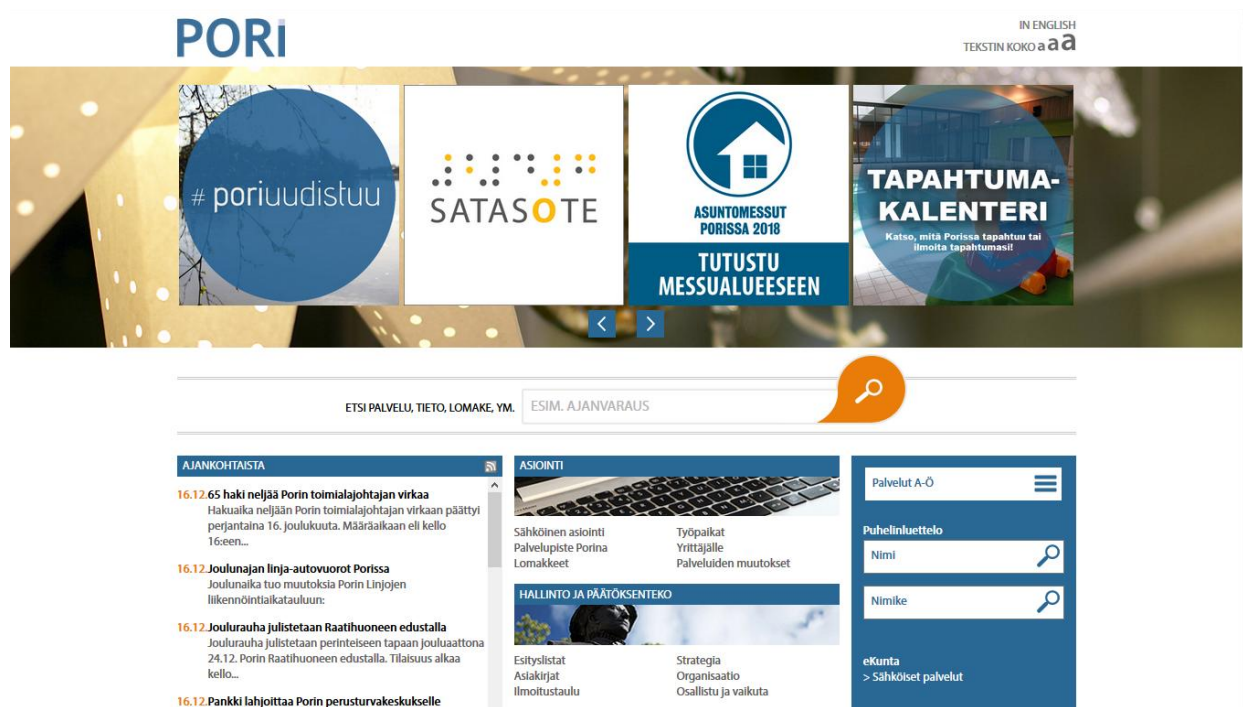 PORI
IN ENGLISH
TEKSTIN KOKO a a a
# poriuudistuu
SATASOTE
ASUNTOMESSUT
PORISSA 2018
TUTUSTU
MESSUALUEESEEN
TAPAHTUMA-
KALENTERI
Katso, mitä Porissa tapahtuu tai
ilmoita tapahtumasi!
ETSI PALVELU, TIETO, LOMAKE, YM.
ESIM. AJANVARAUS
AJANKOHTAISTA
16.12. 65 haki neljää Porin toimialajohtajan virkaa
Hakuaika neljään Porin toimialajohtajan virkaan päättyi
perjantaina 16. joulukuuta. Määräaikaan eli kello
16:een...
16.12. Joulunajan linja-autovuorot Porissa
Joulunaika tuo muutoksia Porin Linjojen
liikennöintiaikatauluun:
16.12. Joulurauha julistetaan Raatihuoneen edustalla
Joulurauha julistetaan perinteiseen tapaan jouluaattona
24.12. Porin Raatihuoneen edustalla. Tilaisuus alkaa
kello...
16.12. Pankki lahjoittaa Porin perusturvakeskukselle
ASIOINTI
Sähköinen asiointi
Palvelupiste Porina
Lomakkeet
Työpaikat
Yrittäjälle
Palveluiden muutokset
HALLINTO JA PÄÄTÖKSENTEKO
Esityslistat
Asiakirjat
Ilmoitustaulu
Strategia
Organisaatio
Osallistu ja vaikuta
Palvelut A-Ö
Puhelinluettelo
Nimi
Nimike
eKunta
> Sähköiset palvelut